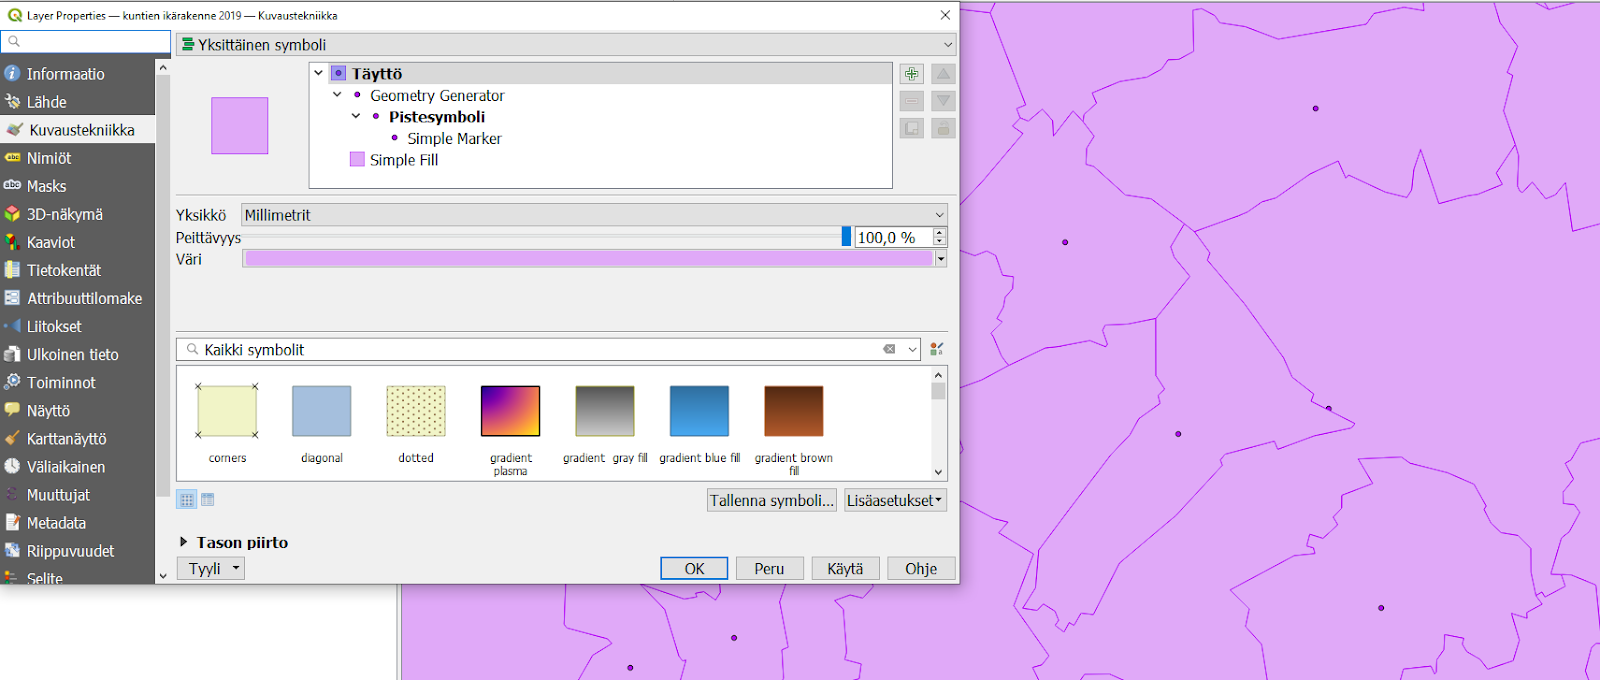 Layer Properties — kuntien ikärakenne 2019 — Kuvaustekniikka
Informaatio
Lähde
Kuvaustekniikka
Nimiöt
Masks
3D-näkymä
Kaaviot
Tietokentät
Attribuuttilomake
Liitokset
Ulkoinen tieto
Toiminnot
Näyttö
Karttanäyttö
Väliaikainen
Muuttujat
Metadata
Riippuvuudet
Selite
Yksittäinen symboli
Täyttö
Geometry Generator
Pistesymboli
Simple Marker
Simple Fill
Yksikkö Millimetrit
Peittävyys 100,0 %
Väri
Kaikki symbolit
corners diagonal dotted gradient plasma gradient gray fill gradient blue fill gradient brown fill
Tallenna symboli... Lisäasetukset
Tason piirto
Tyyli OK Peru Käytä Ohje